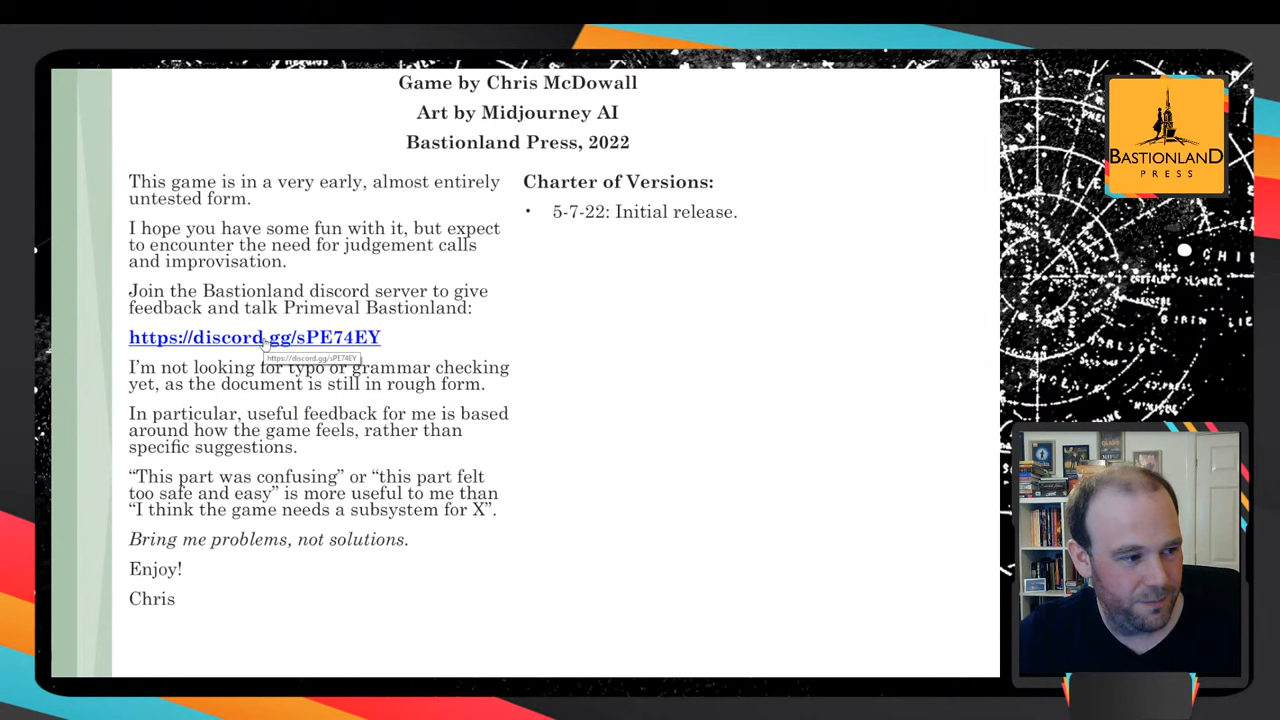 Game by Chris McDowall
Art by Midjourney AI
Bastionland Press, 2022
This game is in a very early, almost entirely
untested form.
I hope you have some fun with it, but expect
to encounter the need for judgement calls
and improvisation.
Join the Bastionland discord server to give
feedback and talk Primeval Bastionland:
https://discord.gg/sPE74EY
https://discord.gg/sPE74EY
I’m not looking for typo or grammar checking
yet, as the document is still in rough form.
In particular, useful feedback for me is based
around how the game feels, rather than
specific suggestions.
“This part was confusing” or “this part felt
too safe and easy” is more useful to me than
“I think the game needs a subsystem for X”.
Bring me problems, not solutions.
Enjoy!
Chris
Charter of Versions:
• 5-7-22: Initial release.
BASTIONLAND
PRESS